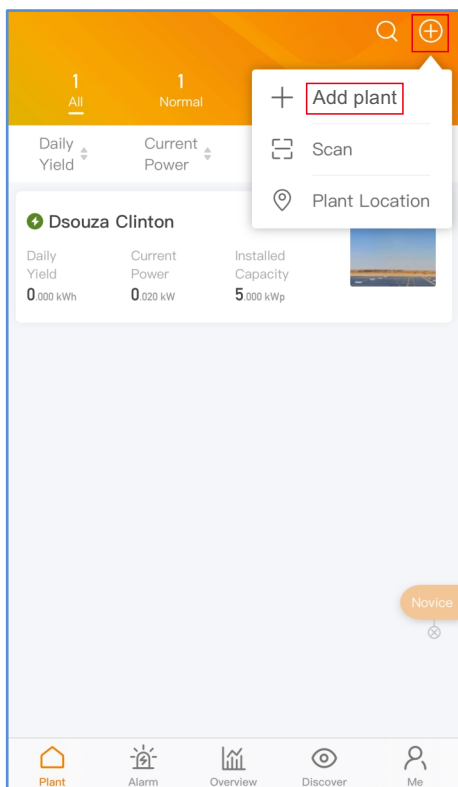 1
All
1
Normal
Add plant
Scan
Plant Location
Daily
Yield
Current
Power
Dsouza Clinton
Daily
Yield
0.000 kWh
Current
Power
0.020 kW
Installed
Capacity
5.000 kWp
Novice
Plant
Alarm
Overview
Discover
Me